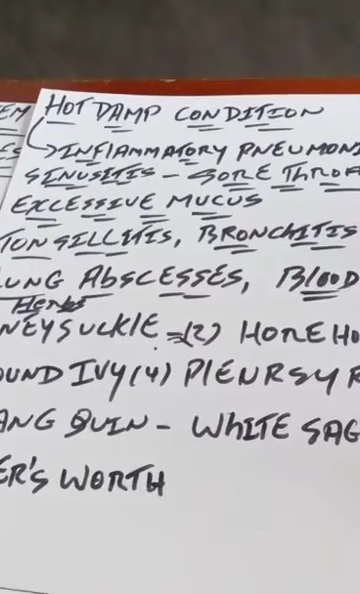 EM HOT DAMP CONDITION
→ INFlAMMATORY PNEUMONI
SINUSITIS - SORE THROA
EXCESSIVE MUCUS
TONSILLITIS, BRONCHITIS
LUNG ABSCESSES, BlOOD
HERBS
NEYSUCKlE = (2) HOREHO
OUND IVY (4) PlEURSY R
ANG QUIN - WHITE SAG
ER'S WORTH